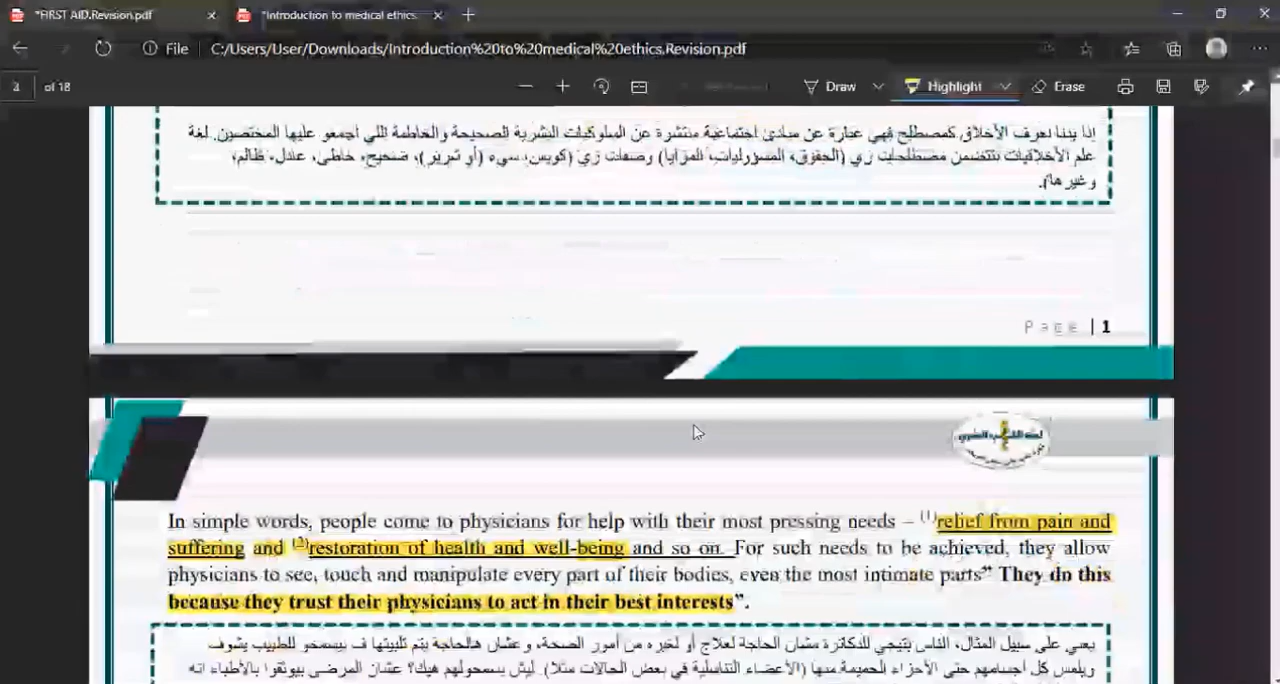 *FIRST AID.Revision.pdf
*Introduction to medical ethics.
File
C:/Users/User/Downloads/Introduction%20to%20medical%20ethics.Revision.pdf
of 18
Draw
Highlight
Erase
إذا بدنا نعرف الأخلاق كمصطلح فهي عبارة عن مبادئ اجتماعية منتشرة عن السلوكيات البشرية الصحيحة والخاطئة اللي أجمعو عليها المختصين. لغة
علم الأخلاقيات بتتضمن مصطلحات زي (الحقوق، المسؤوليات، المزايا) وصفات زي (كويس، سيء (أو شرير)، صحيح، خاطئ، عادل، ظالم،
وغيرها).
Page | 1
In simple words, people come to physicians for help with their most pressing needs – (1)relief from pain and
suffering and (2)restoration of health and well-being and so on. For such needs to be achieved, they allow
physicians to see, touch and manipulate every part of their bodies, even the most intimate parts” They do this
because they trust their physicians to act in their best interests”.
يعني على سبيل المثال، الناس بتيجي للدكاترة مشان الحاجة لعلاج أو لغيره من أمور الصحة، وعشان هالحاجة يتم تلبيتها ف بيسمحو للطبيب يشوف
ويلمس كل أجسامهم حتى الأجزاء الحميمة منها (الأعضاء التناسلية في بعض الحالات مثلا). ليش بسمحولهم هيك؟ عشان المرضى بيوثقوا بالأطباء انه